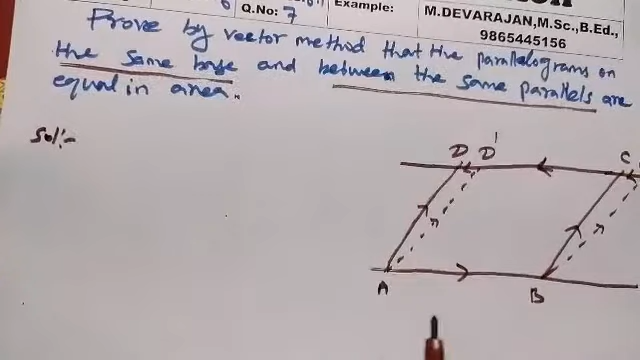 Q.No: 7
Example:
M.DEVARAJAN,M.Sc.,B.Ed.,
9865445156
Prove by vector method that the parallelograms on
the same base and between the same parallels are
equal in area.
Sol:-
D D' C
A B